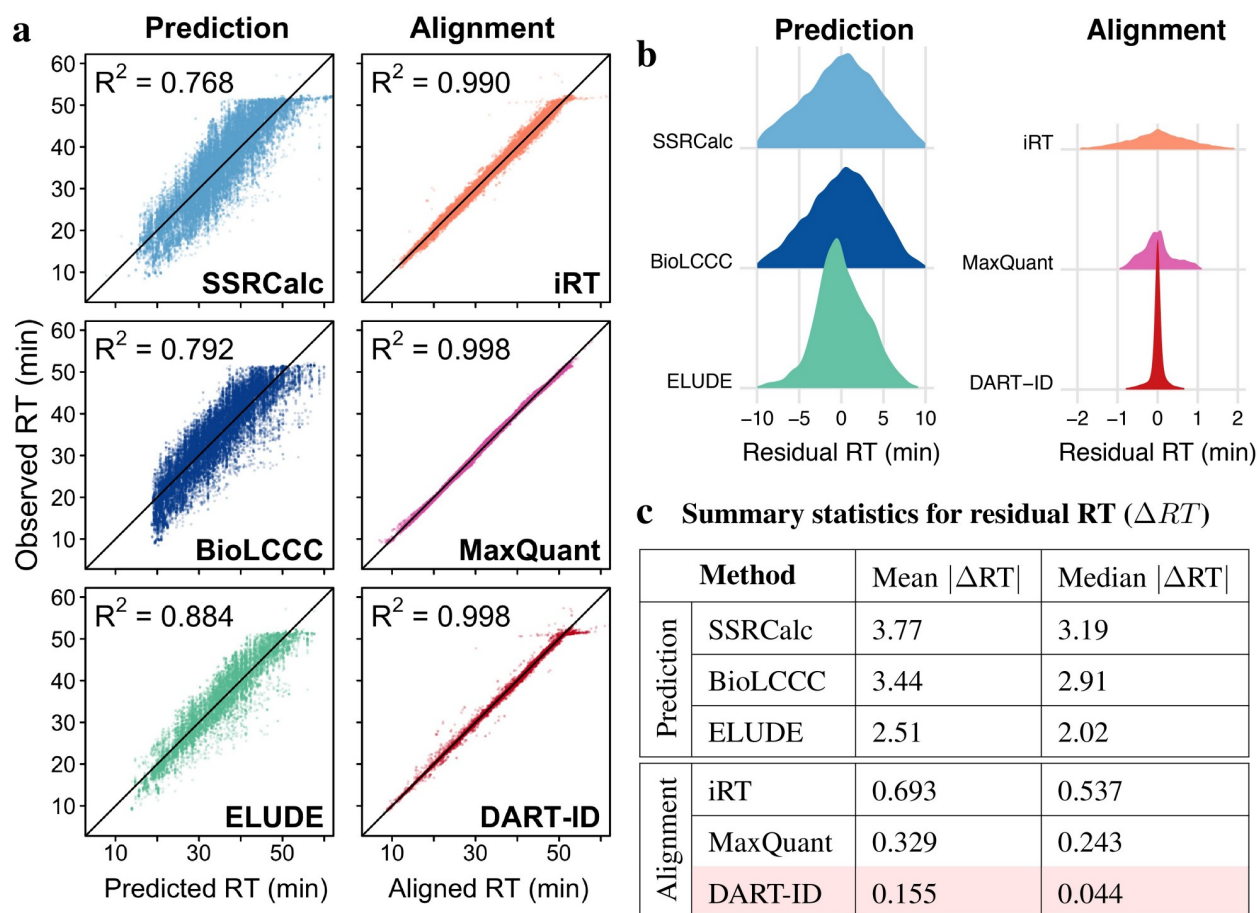 a
Prediction
Alignment
R² = 0.768
SSRCalc
60
50
40
30
20
10
R² = 0.990
iRT
R² = 0.792
BioLCCC
60
50
40
30
20
10
R² = 0.998
MaxQuant
R² = 0.884
ELUDE
60
50
40
30
20
10
R² = 0.998
DART-ID
Observed RT (min)
10 30 50
10 30 50
Predicted RT (min)
Aligned RT (min)
b
Prediction
Alignment
SSRCalc
BioLCCC
ELUDE
−10 −5 0 5 10
Residual RT (min)
iRT
MaxQuant
DART−ID
−2 −1 0 1 2
Residual RT (min)
c Summary statistics for residual RT (ΔRT)
Method Mean |ΔRT| Median |ΔRT|
Prediction
SSRCalc 3.77 3.19
BioLCCC 3.44 2.91
ELUDE 2.51 2.02
Alignment
iRT 0.693 0.537
MaxQuant 0.329 0.243
DART-ID 0.155 0.044